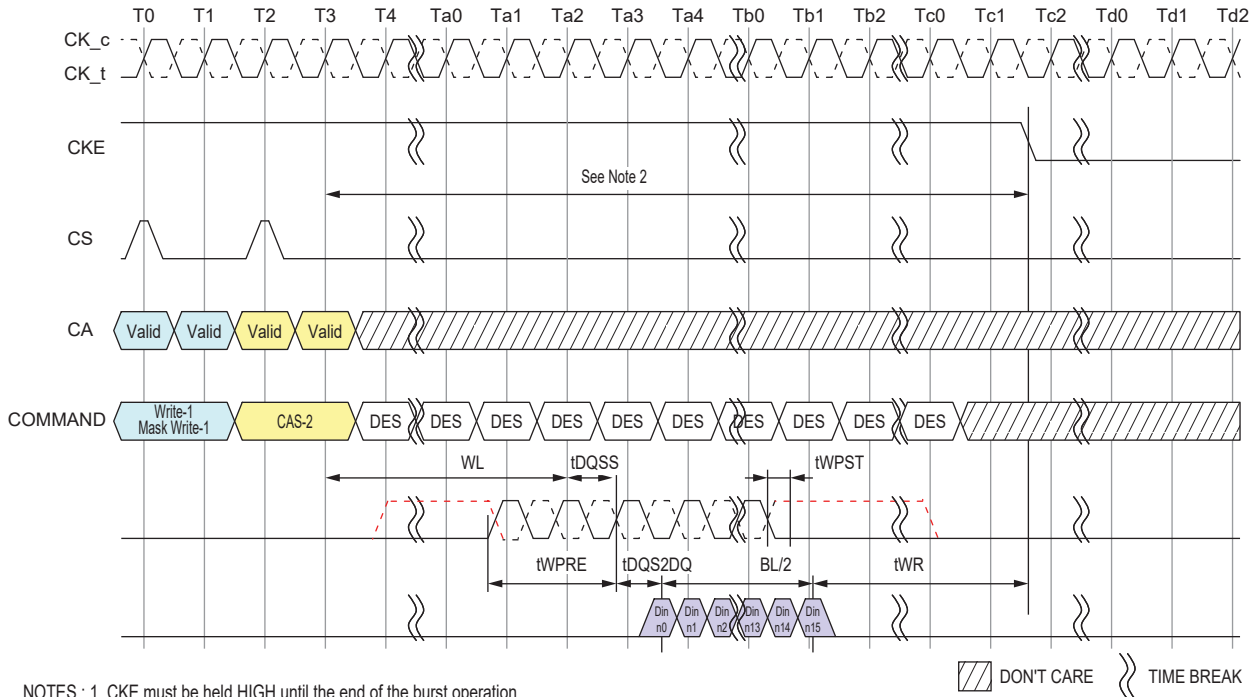 T0 T1 T2 T3 T4 Ta0 Ta1 Ta2 Ta3 Ta4 Tb0 Tb1 Tb2 Tc0 Tc1 Tc2 Td0 Td1 Td2
CK_c
CK_t
CKE
See Note 2
CS
CA Valid Valid Valid Valid
COMMAND Write-1 Mask Write-1 CAS-2 DES DES DES DES DES DES DES DES DES DES
WL tDQSS tWPST
tWPRE tDQS2DQ BL/2 tWR
Din n0 Din n1 Din n2 Din n13 Din n14 Din n15
DON'T CARE TIME BREAK
NOTES : 1. CKE must be held HIGH until the end of the burst operation